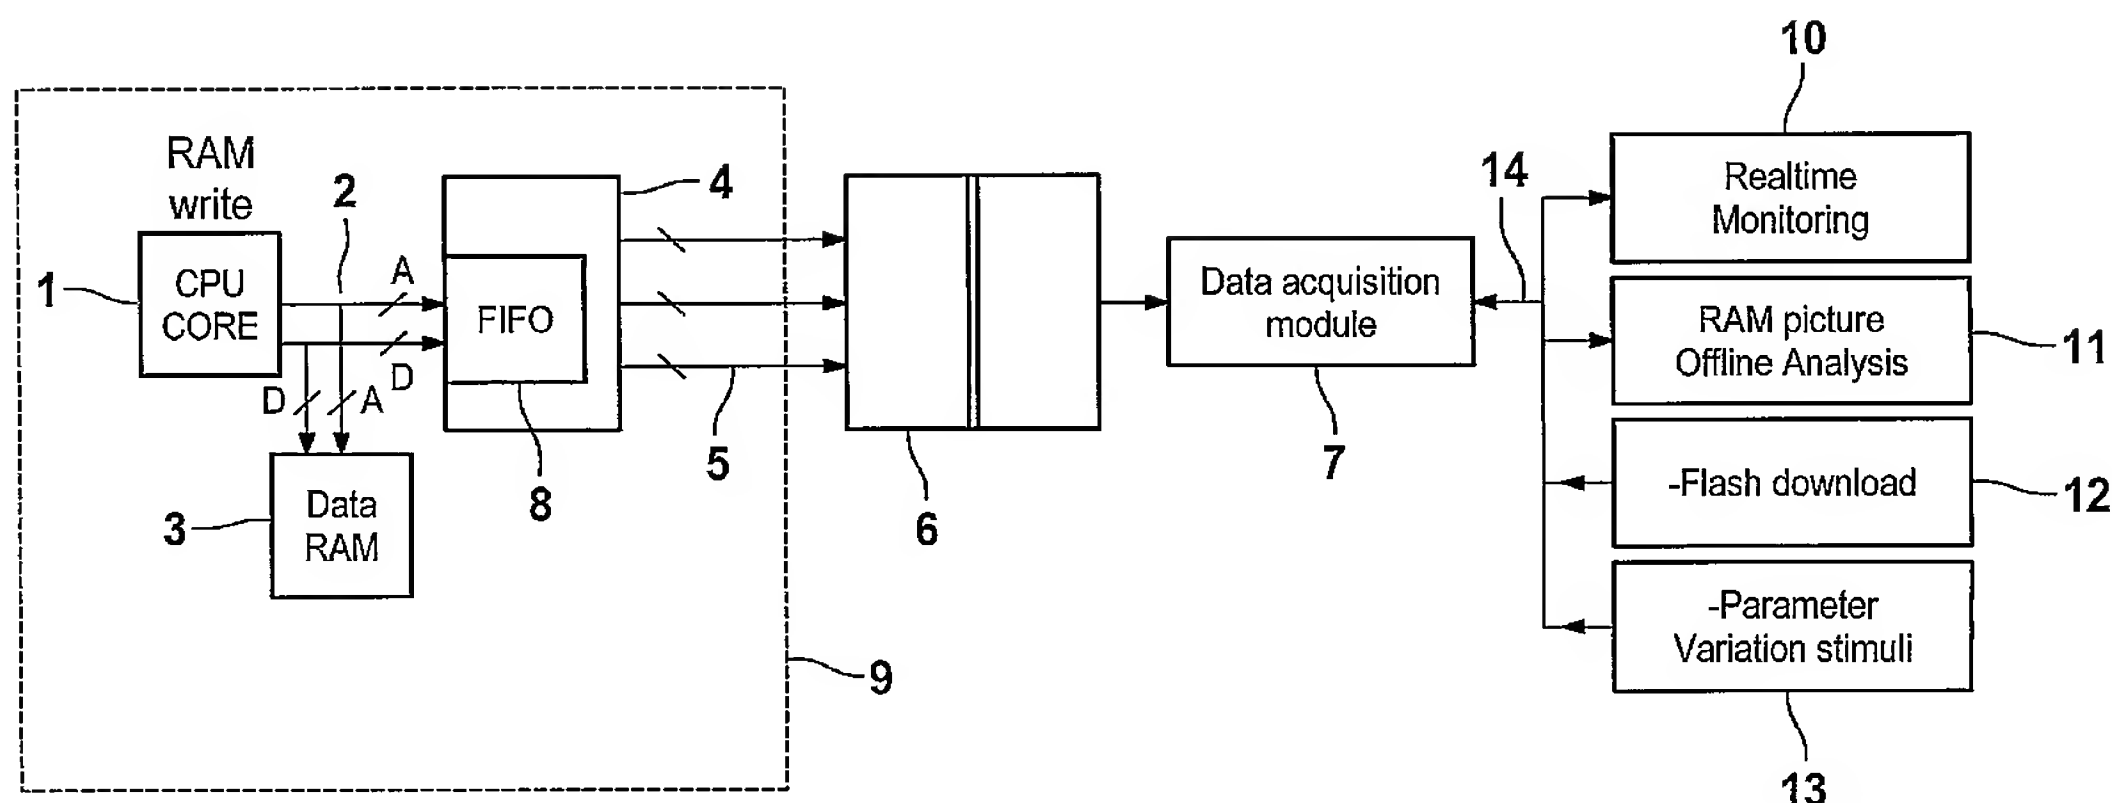 10
RAM
write
2
4
14
Realtime
Monitoring
1
CPU
CORE
A
D
FIFO
Data acquisition
module
RAM picture
Offline Analysis
11
D
A
5
7
8
3
Data
RAM
6
-Flash download
12
9
-Parameter
Variation stimuli
13